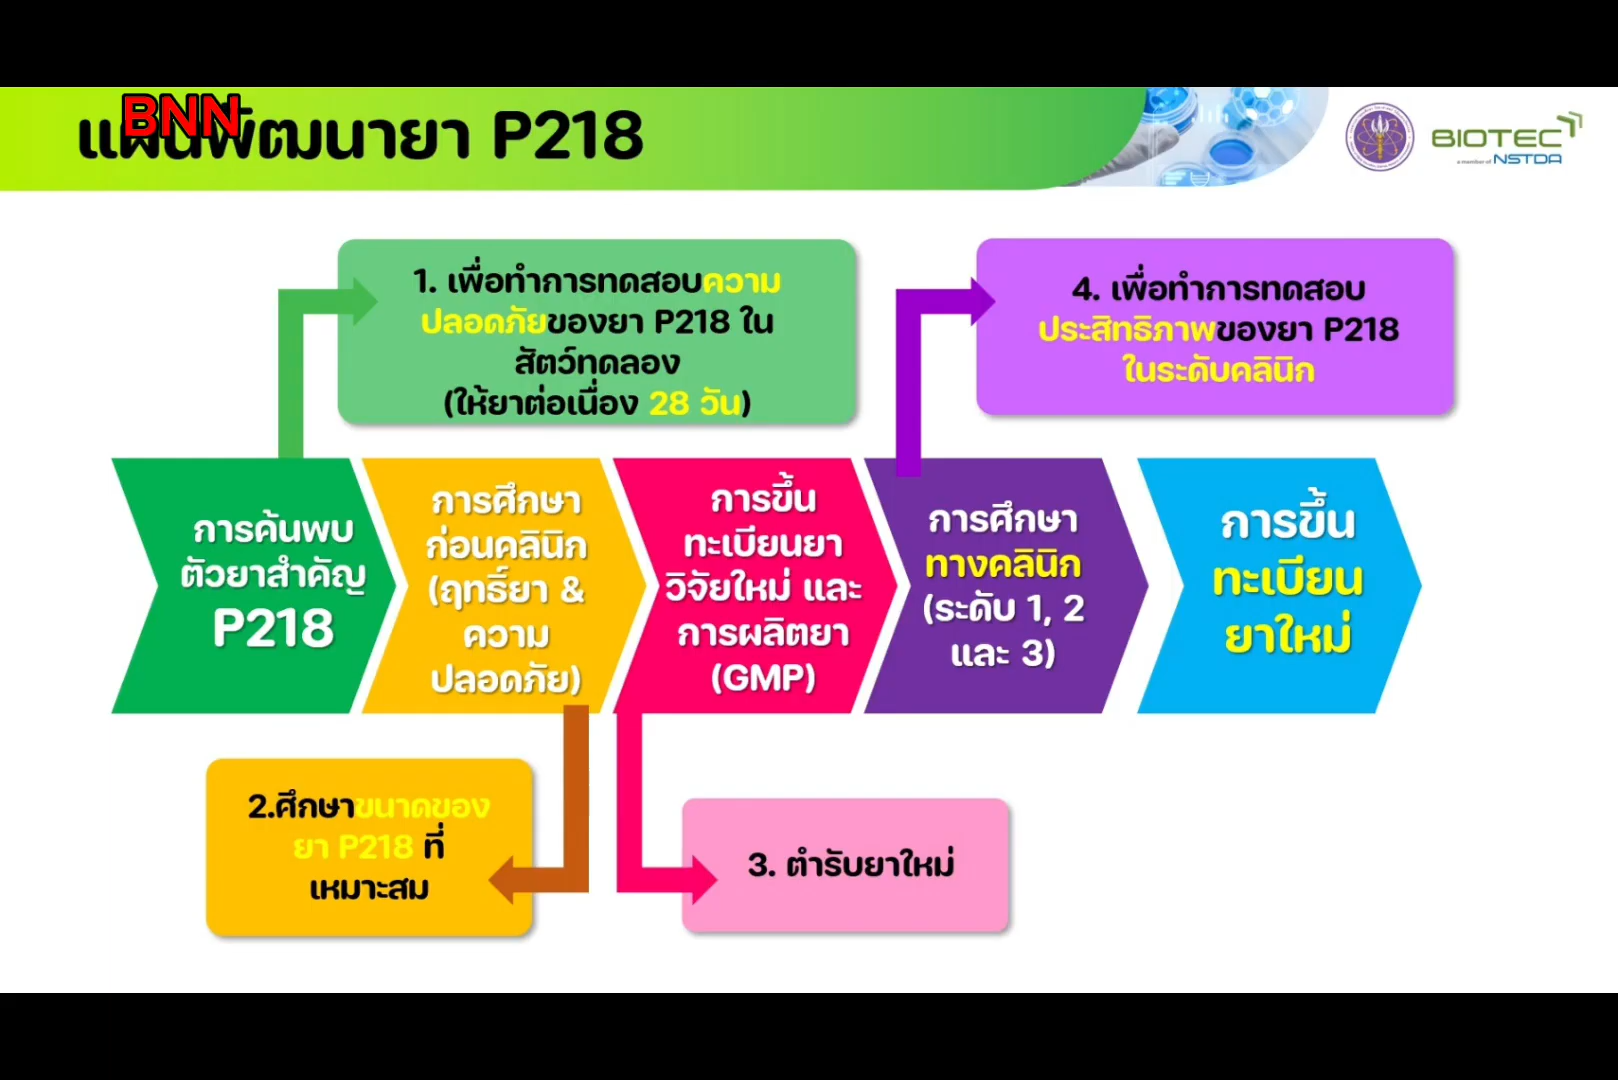 BNN
แผนพัฒนายา P218
BIOTEC
a member of NSTDA
1. เพื่อทำการทดสอบความ
ปลอดภัยของยา P218 ใน
สัตว์ทดลอง
(ให้ยาต่อเนื่อง 28 วัน)
4. เพื่อทำการทดสอบ
ประสิทธิภาพของยา P218
ในระดับคลินิก
การค้นพบ
ตัวยาสำคัญ
P218
การศึกษา
ก่อนคลินิก
(ฤทธิ์ยา &
ความ
ปลอดภัย)
การขึ้น
ทะเบียนยา
วิจัยใหม่ และ
การผลิตยา
(GMP)
การศึกษา
ทางคลินิก
(ระดับ 1, 2
และ 3)
การขึ้น
ทะเบียน
ยาใหม่
2.ศึกษาขนาดของ
ยา P218 ที่
เหมาะสม
3. ตำรับยาใหม่